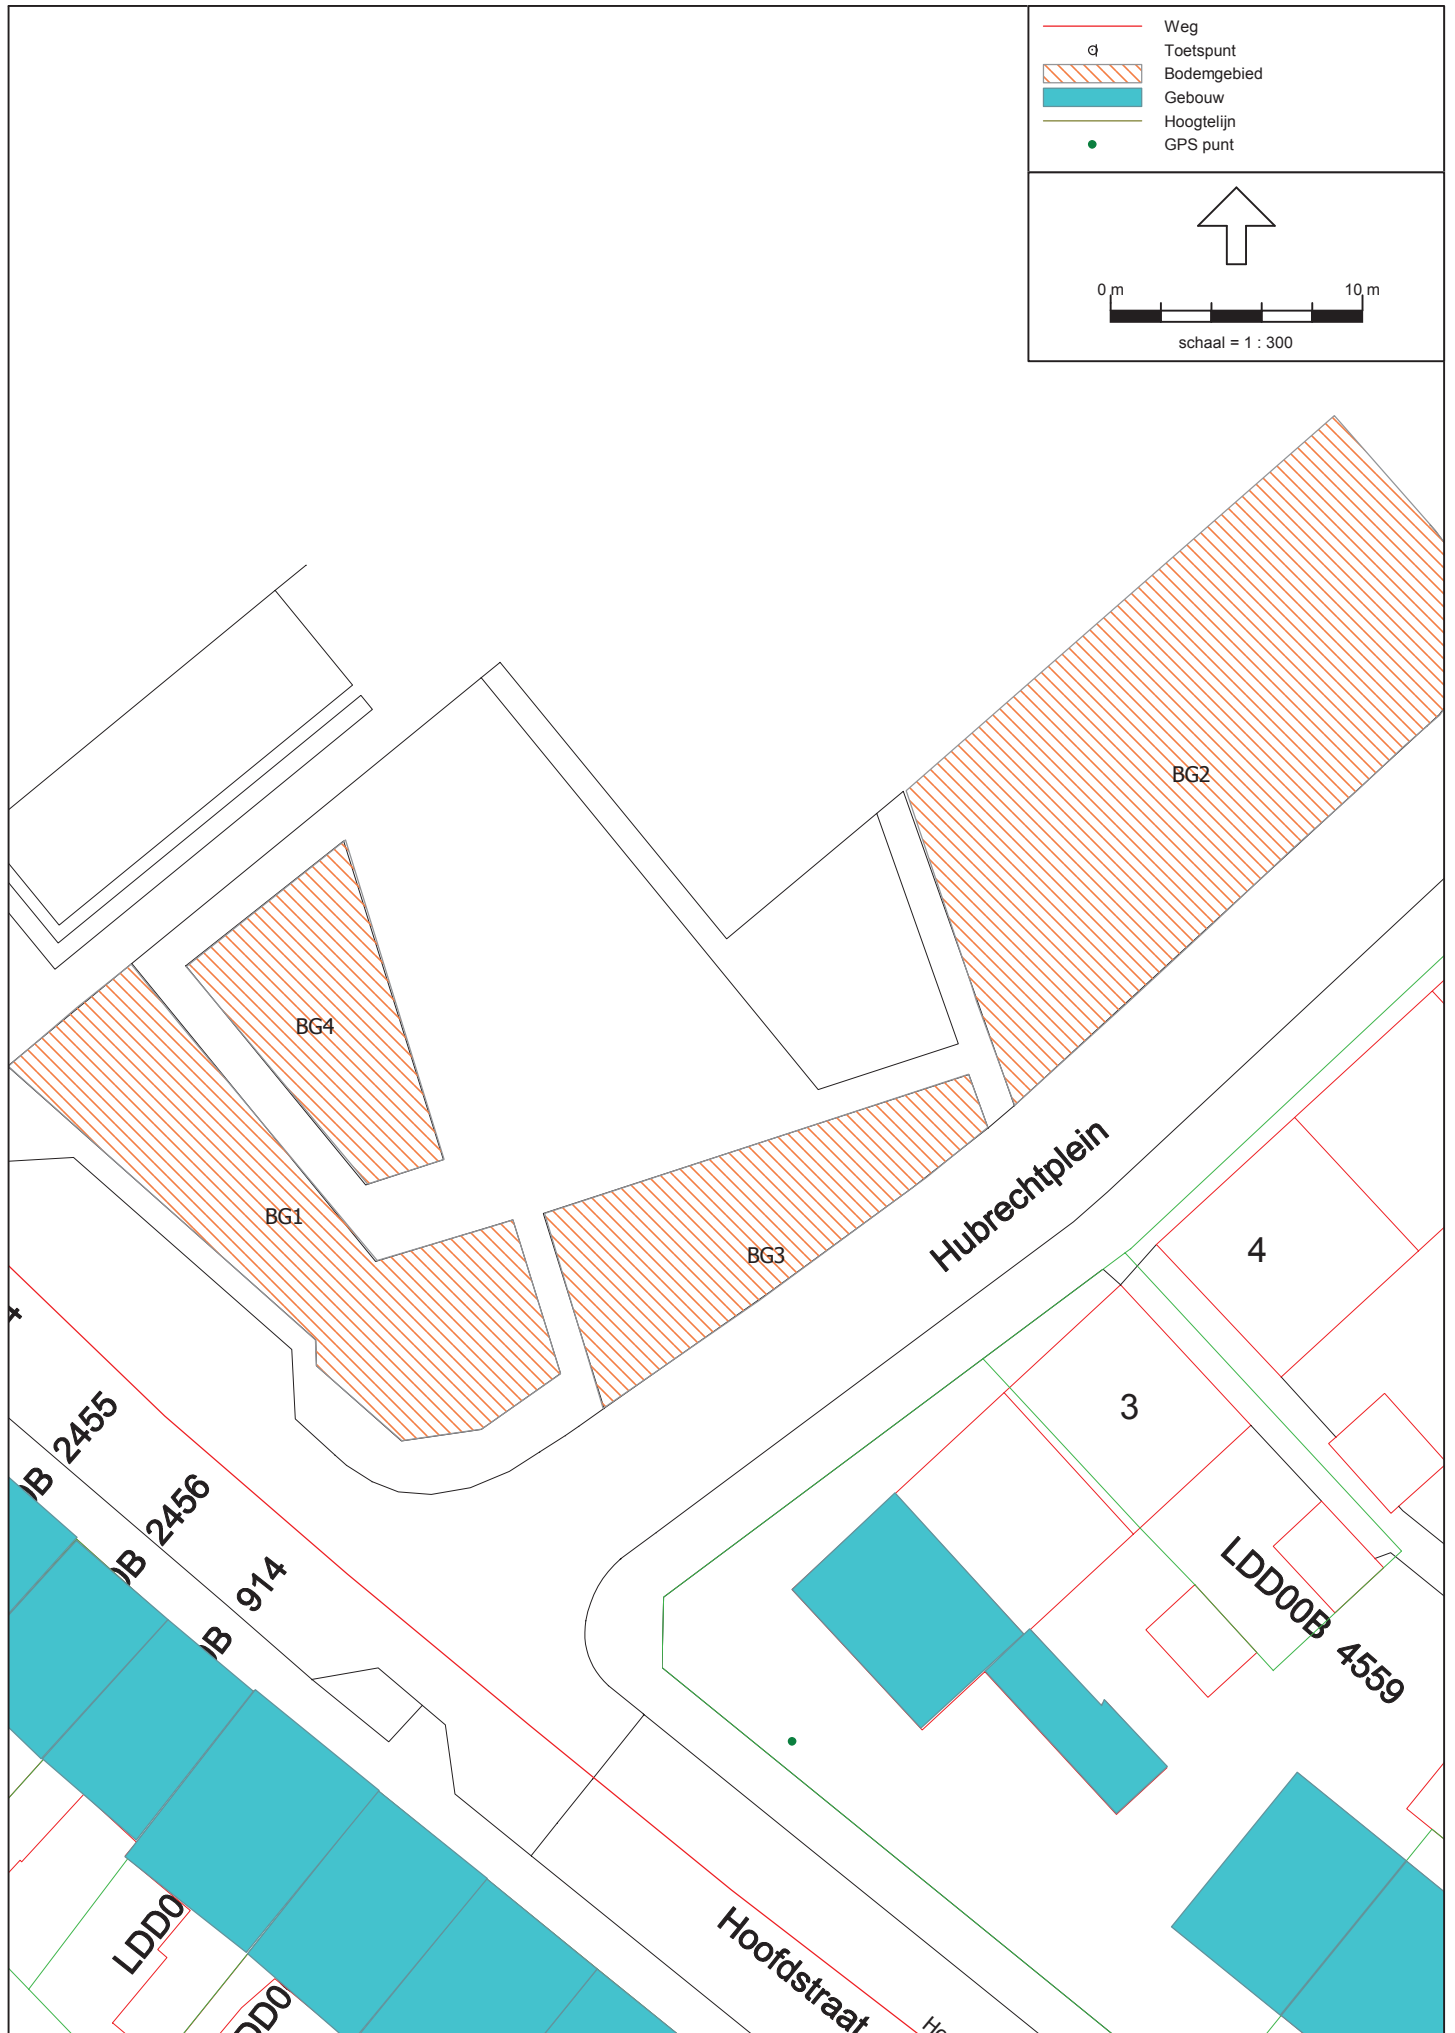 Weg
Toetspunt
Bodemgebied
Gebouw
Hoogtelijn
GPS punt
0 m 10 m
schaal = 1 : 300
BG2
BG4
BG1
BG3
Hubrechtplein
4
3
2455
2456
914
LDD00B 4559
LDD0
Hoofdstraat